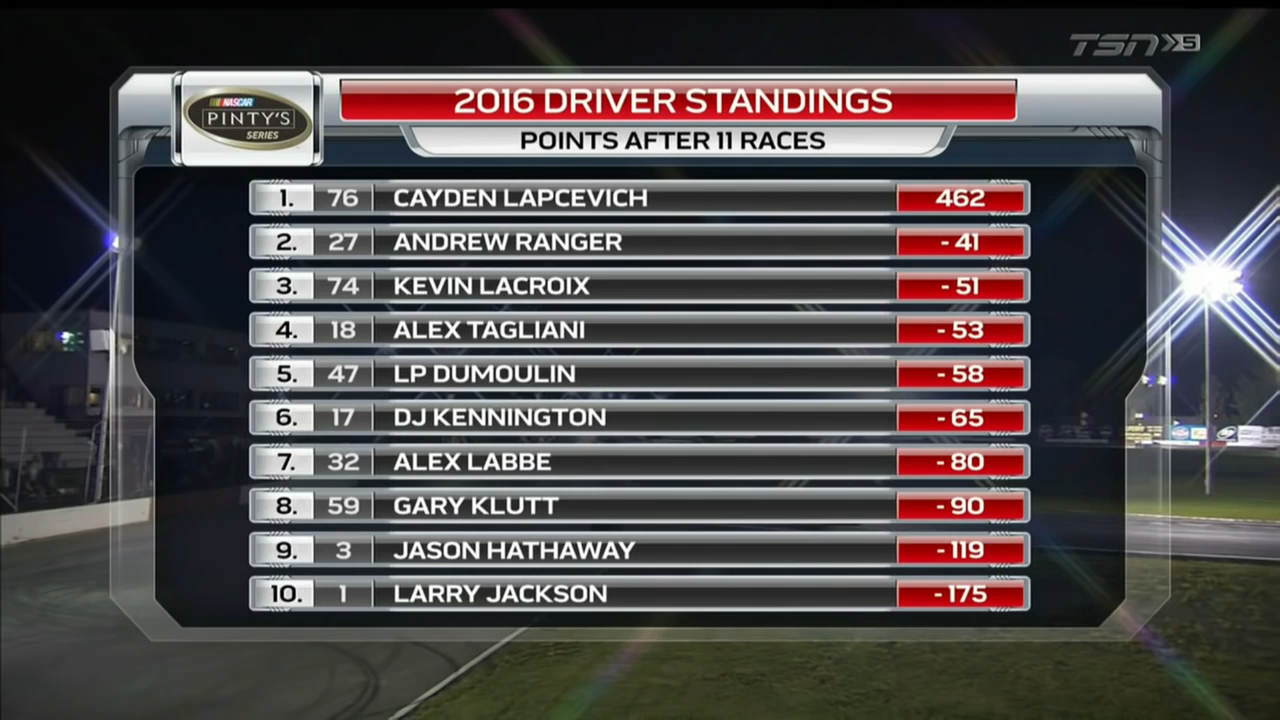 TSN 5
NASCAR
PINTY'S
SERIES
2016 DRIVER STANDINGS
POINTS AFTER 11 RACES
1. 76 CAYDEN LAPCEVICH 462
2. 27 ANDREW RANGER - 41
3. 74 KEVIN LACROIX - 51
4. 18 ALEX TAGLIANI - 53
5. 47 LP DUMOULIN - 58
6. 17 DJ KENNINGTON - 65
7. 32 ALEX LABBE - 80
8. 59 GARY KLUTT - 90
9. 3 JASON HATHAWAY - 119
10. 1 LARRY JACKSON - 175